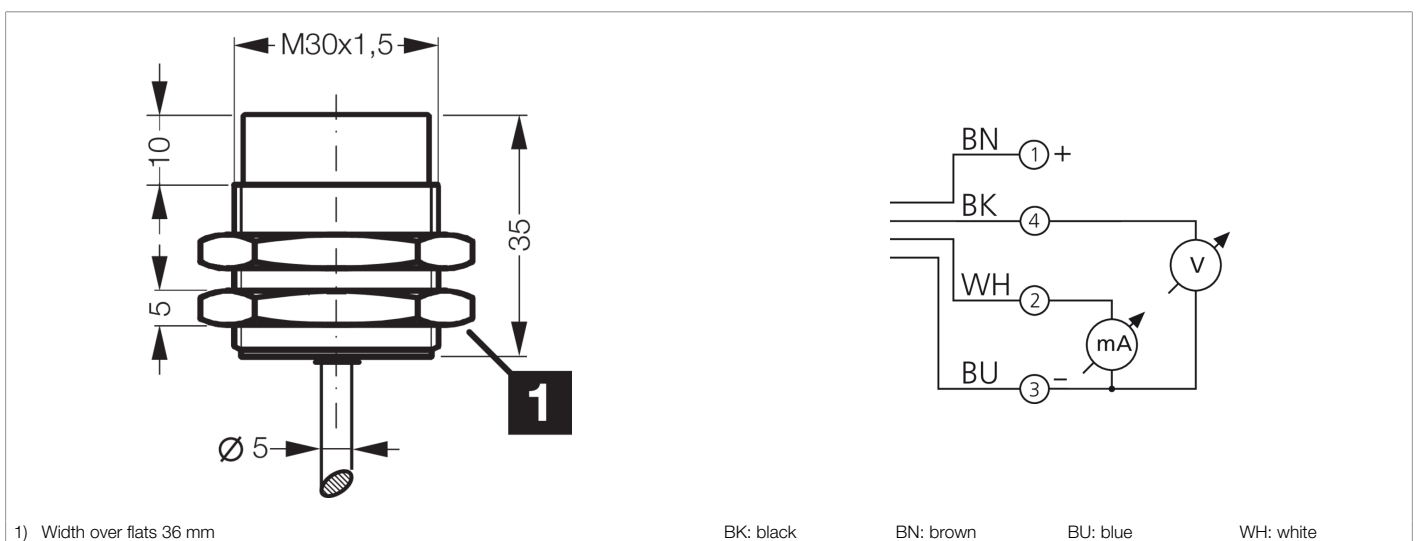 M30x1,5
10
35
5
Ø 5
1
BN 1 +
BK 4
V
WH 2
mA
BU 3 −
1) Width over flats 36 mm
BK: black BN: brown BU: blue WH: white